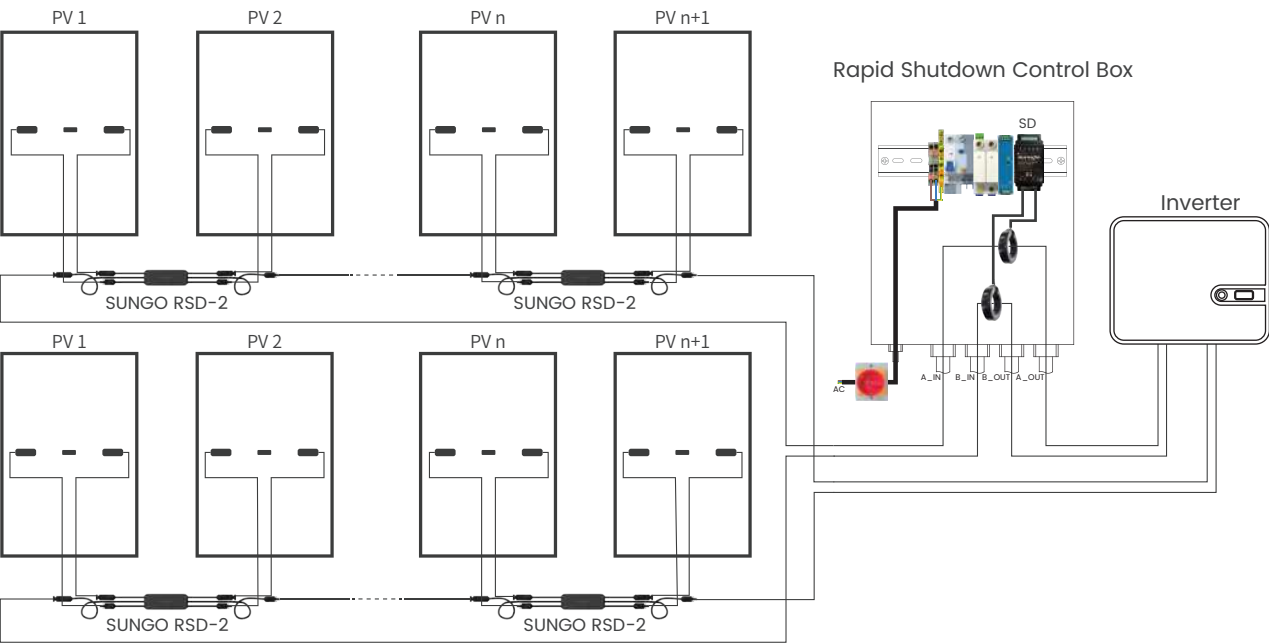 PV 1
PV 2
PV n
PV n+1
Rapid Shutdown Control Box
SD
Inverter
SUNGO RSD-2
SUNGO RSD-2
PV 1
PV 2
PV n
PV n+1
AC
A_IN
B_IN
B_OUT
A_OUT
SUNGO RSD-2
SUNGO RSD-2